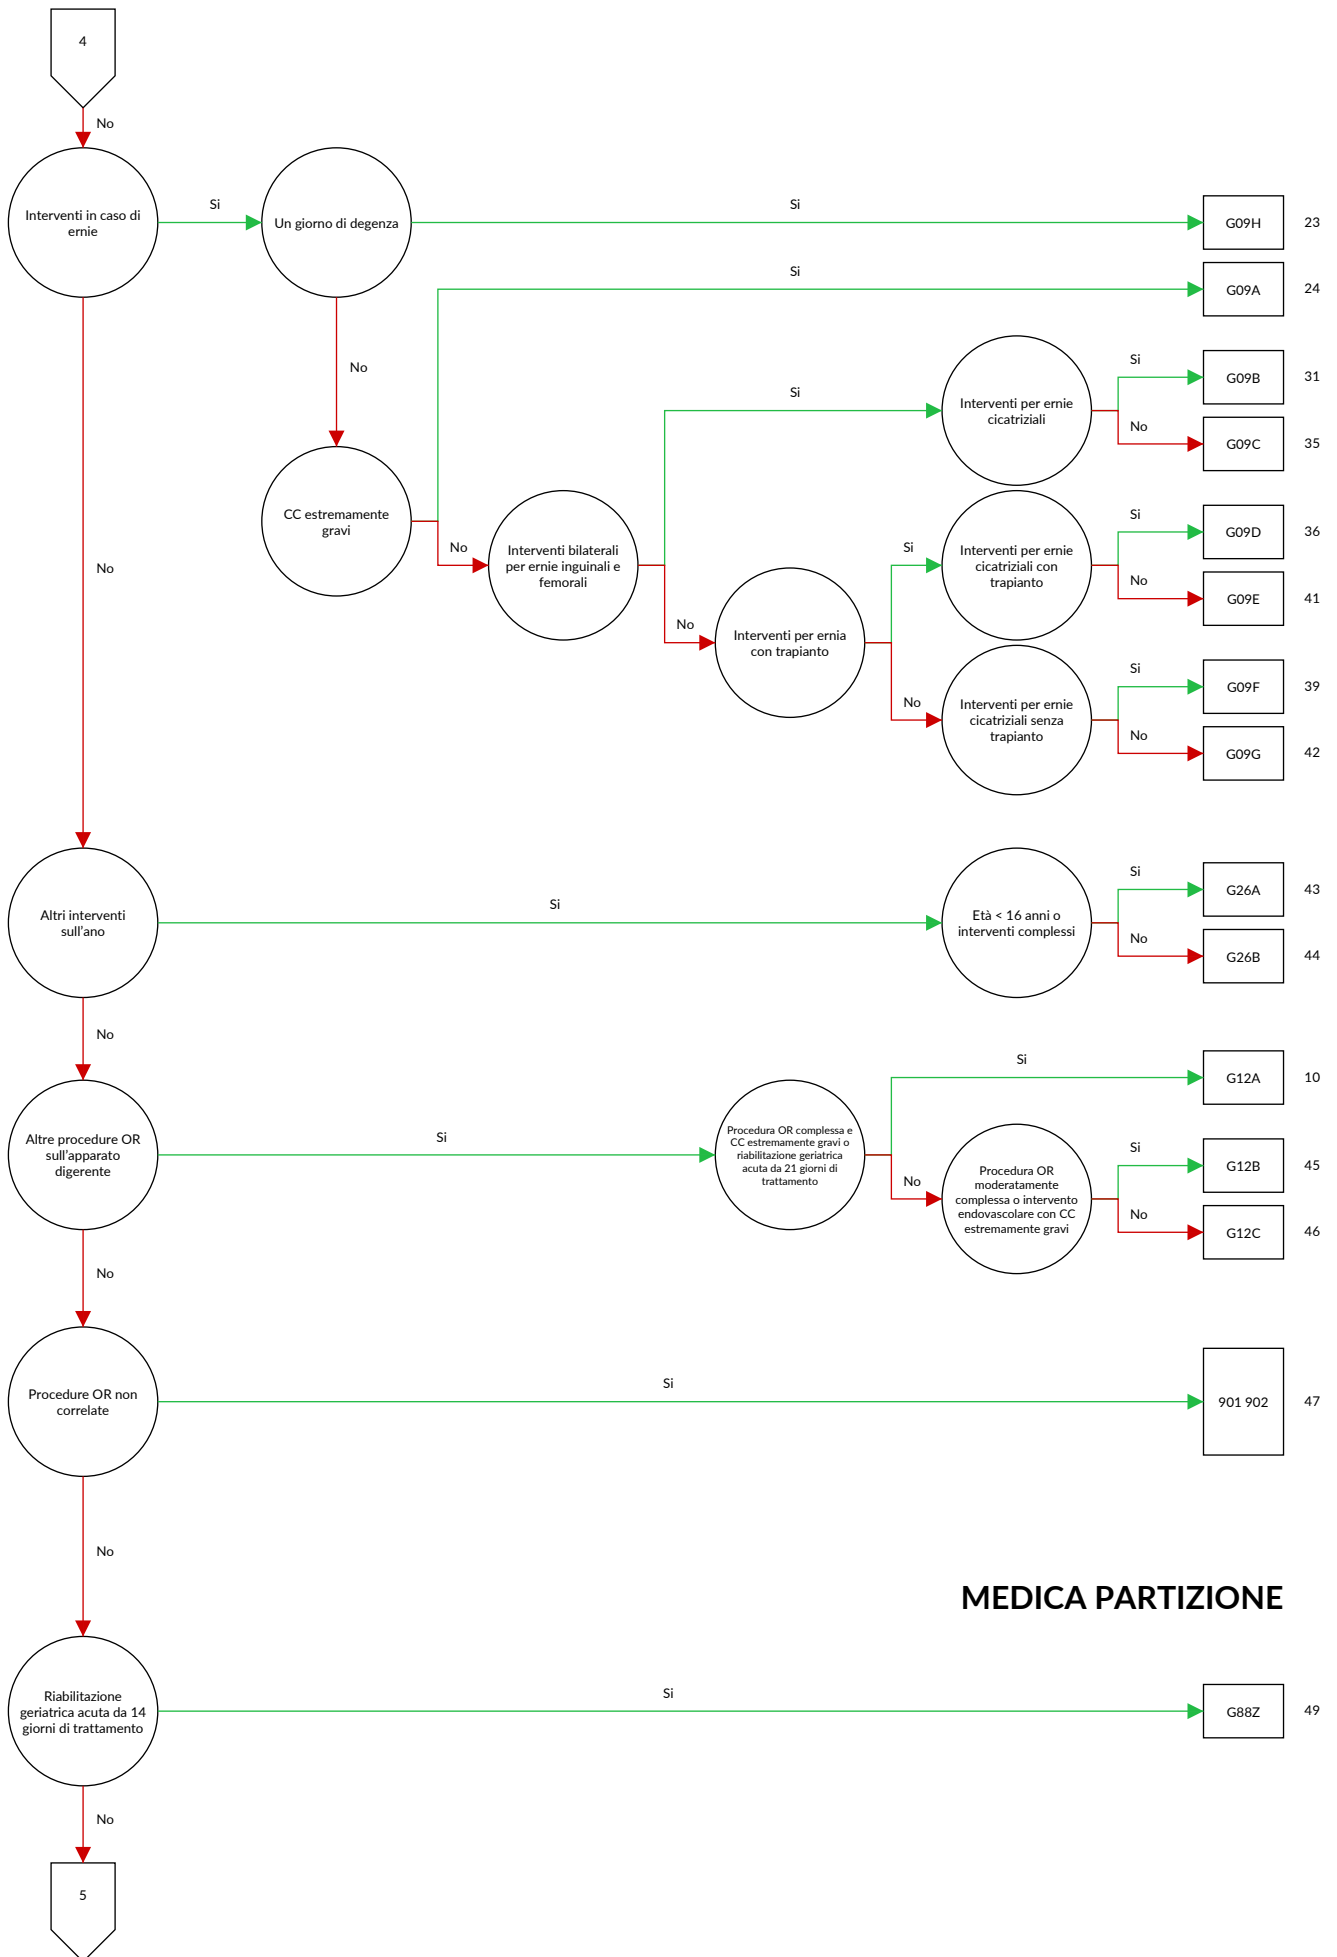 4
No
Interventi in caso di
ernie
Si
Un giorno di degenza
Si
G09H
23
Si
G09A
24
No
CC estremamente
gravi
No
Interventi bilaterali
per ernie inguinali e
femorali
Si
Interventi per ernie
cicatriziali
Si
G09B
31
No
G09C
35
No
Interventi per ernia
con trapianto
Si
Interventi per ernie
cicatriziali con
trapianto
Si
G09D
36
No
G09E
41
No
Interventi per ernie
cicatriziali senza
trapianto
Si
G09F
39
No
G09G
42
No
Altri interventi
sull'ano
Si
Età < 16 anni o
interventi complessi
Si
G26A
43
No
G26B
44
No
Altre procedure OR
sull'apparato
digerente
Si
Procedura OR complessa e
CC estremamente gravi o
riabilitazione geriatrica
acuta da 21 giorni di
trattamento
Si
G12A
10
No
Procedura OR
moderatamente
complessa o intervento
endovascolare con CC
estremamente gravi
Si
G12B
45
No
G12C
46
No
Procedure OR non
correlate
Si
901 902
47
No
MEDICA PARTIZIONE
Riabilitazione
geriatrica acuta da 14
giorni di trattamento
Si
G88Z
49
No
5